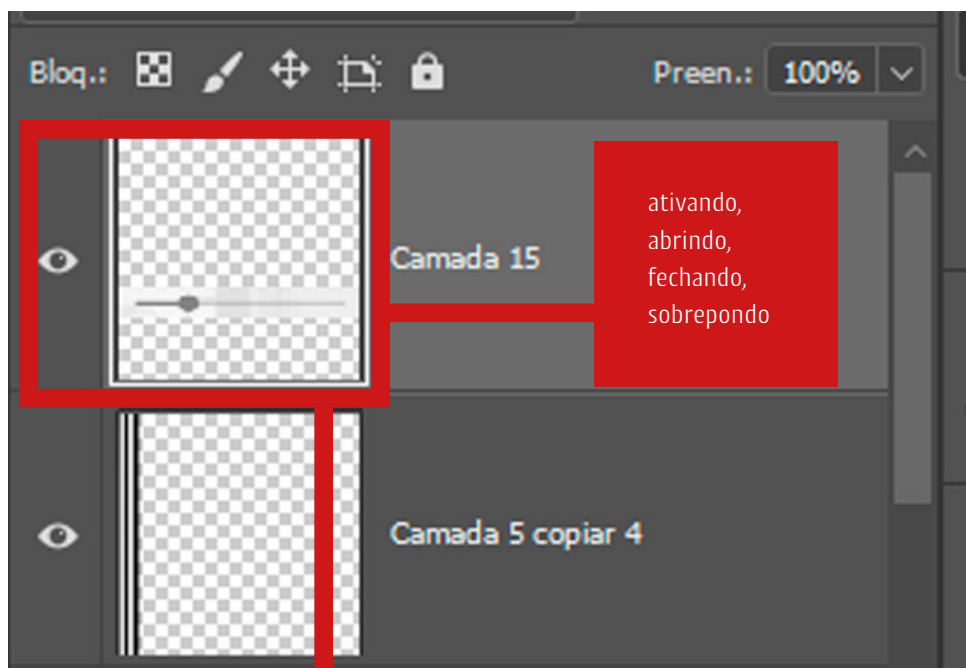 Bloq.: Preen.: 100%
Camada 15
ativando,
abrindo,
fechando,
sobrepondo
Camada 5 copiar 4